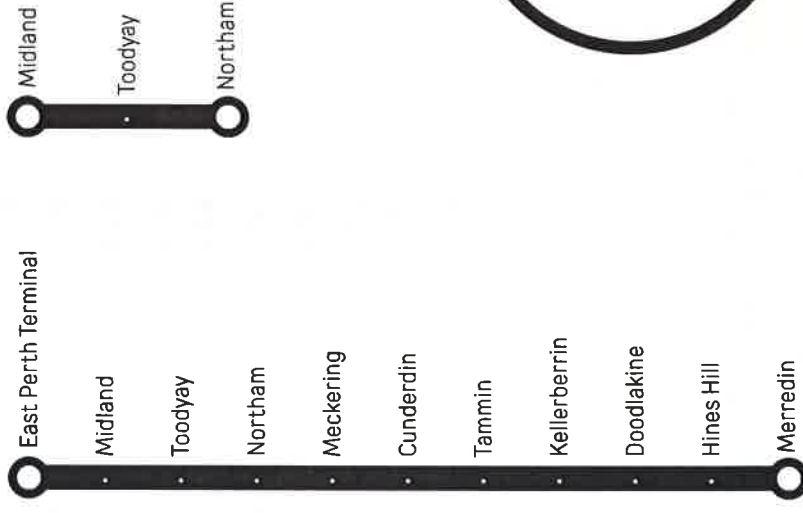 Midland
Toodyay
Northam
East Perth Terminal
Midland
Toodyay
Northam
Meckering
Cunderdin
Tammin
Kellerberrin
Doodlakine
Hines Hill
Merredin